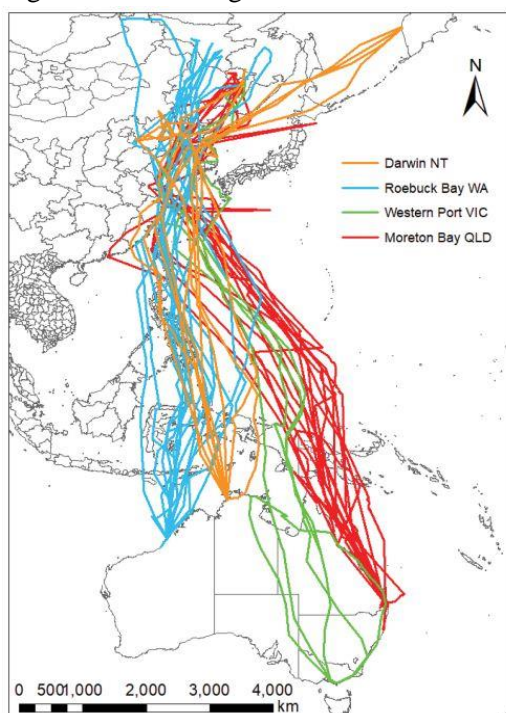 N
Darwin NT
Roebuck Bay WA
Western Port VIC
Moreton Bay QLD
0 5001,000 2,000 3,000 4,000
km